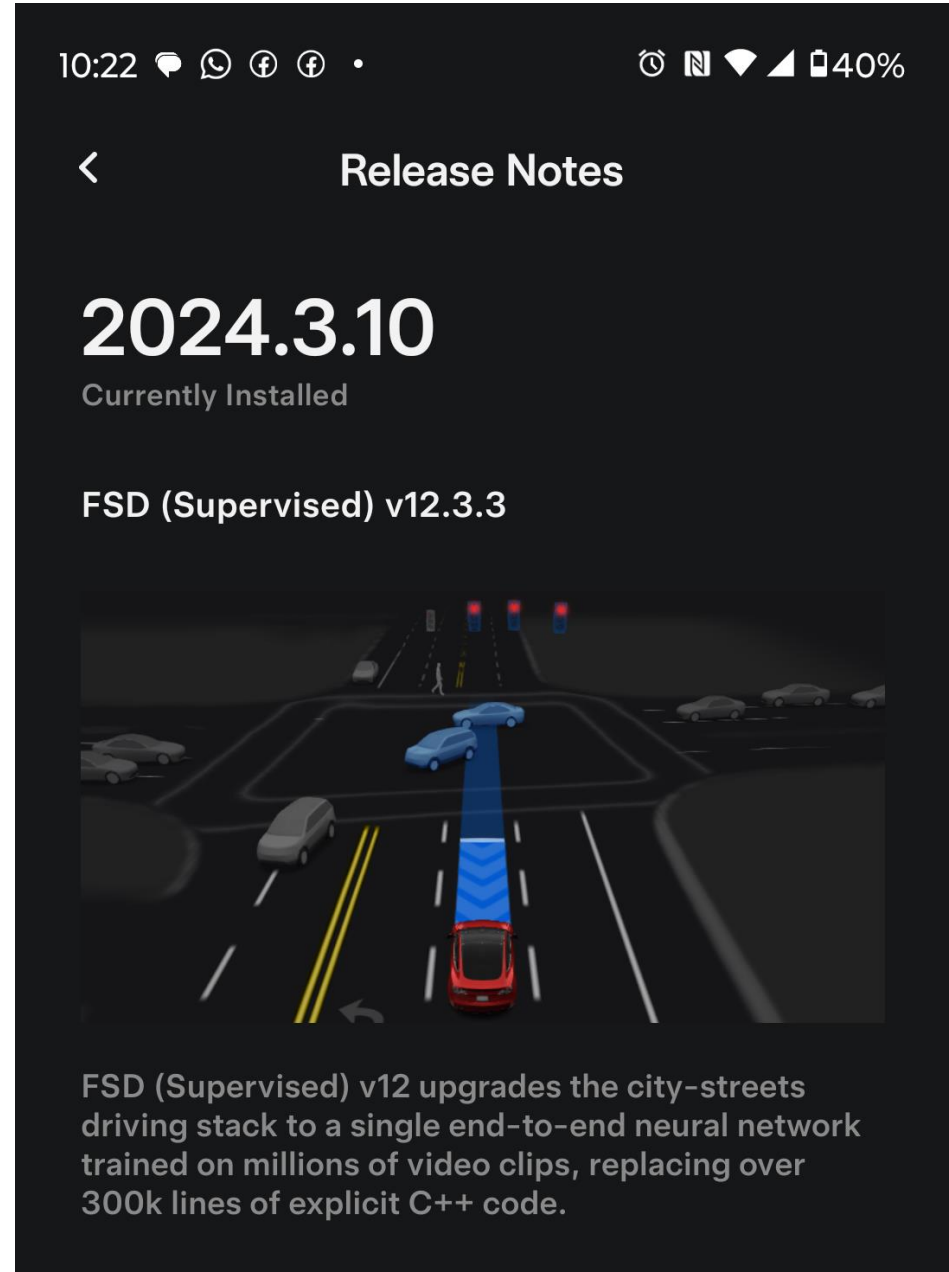 10:22 40%
Release Notes
2024.3.10
Currently Installed
FSD (Supervised) v12.3.3
FSD (Supervised) v12 upgrades the city-streets
driving stack to a single end-to-end neural network
trained on millions of video clips, replacing over
300k lines of explicit C++ code.